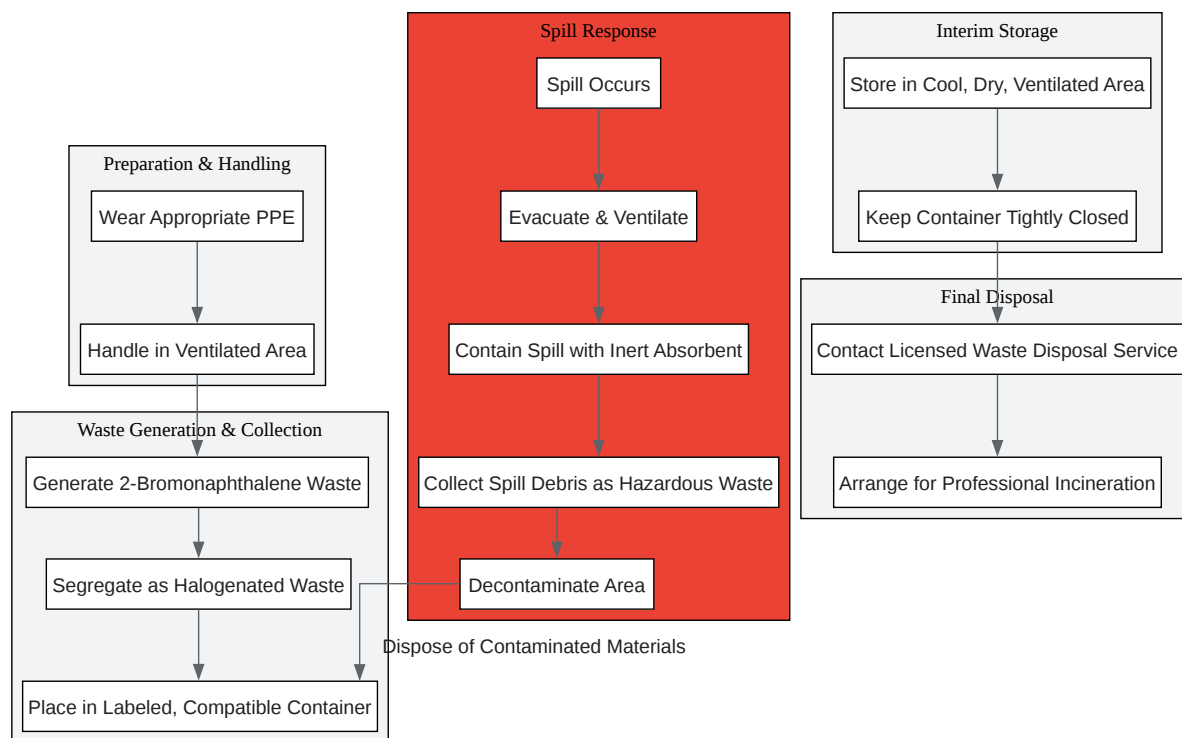 Preparation & Handling
Wear Appropriate PPE
Handle in Ventilated Area
Waste Generation & Collection
Generate 2-Bromonaphthalene Waste
Segregate as Halogenated Waste
Place in Labeled, Compatible Container
Spill Response
Spill Occurs
Evacuate & Ventilate
Contain Spill with Inert Absorbent
Collect Spill Debris as Hazardous Waste
Decontaminate Area
Dispose of Contaminated Materials
Interim Storage
Store in Cool, Dry, Ventilated Area
Keep Container Tightly Closed
Final Disposal
Contact Licensed Waste Disposal Service
Arrange for Professional Incineration